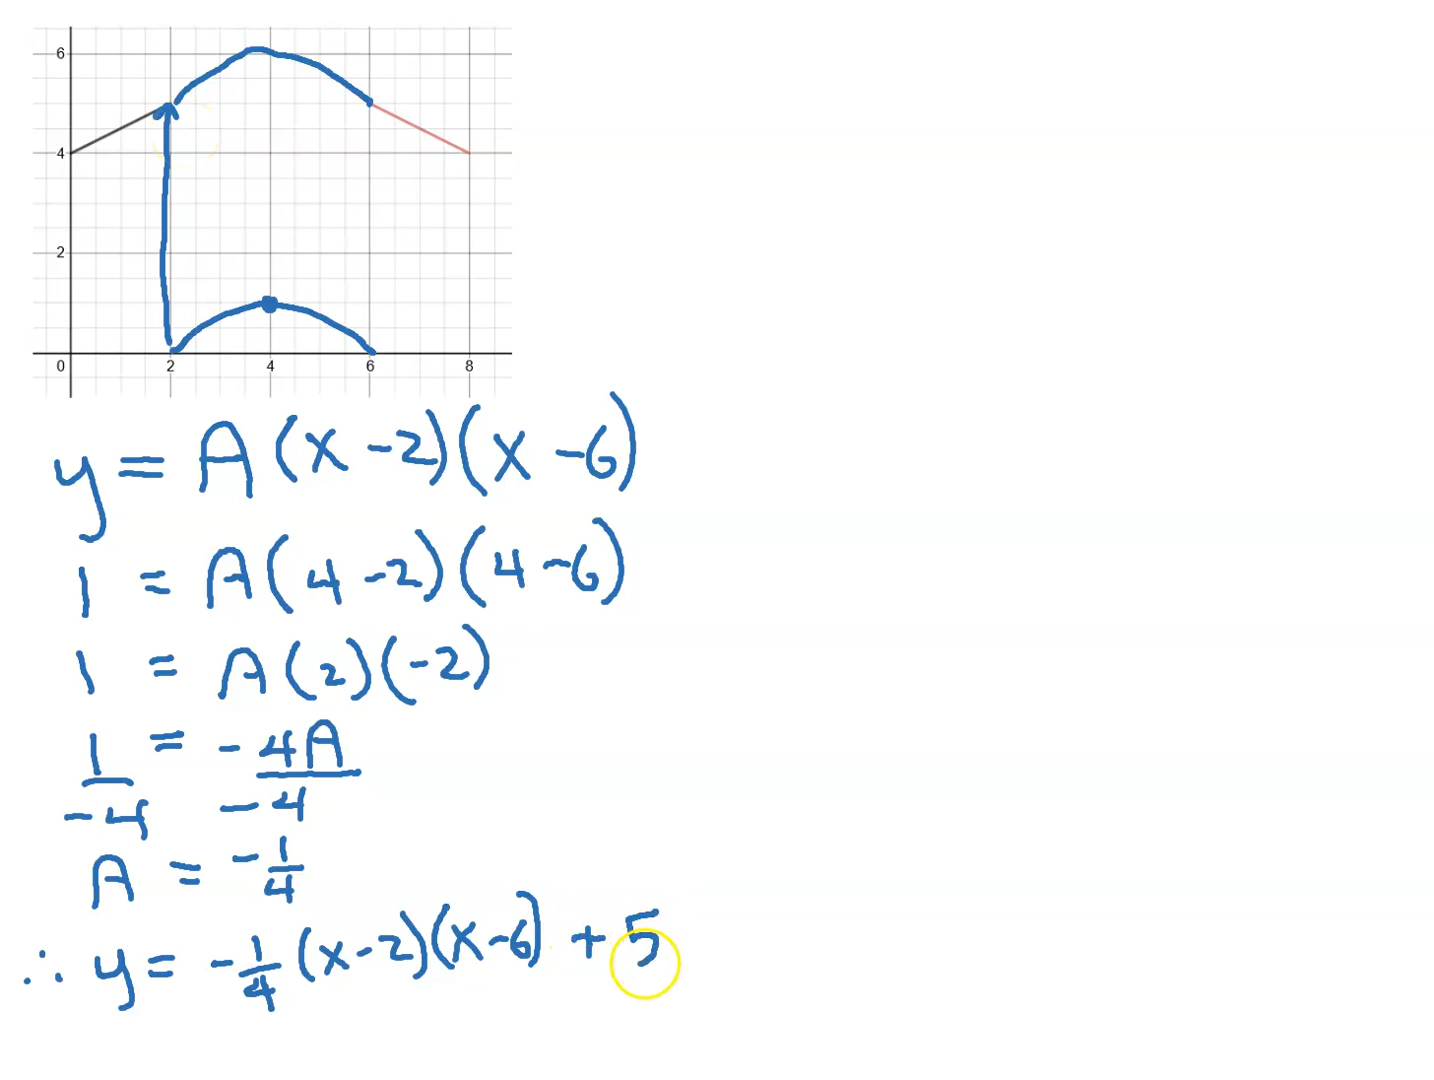 6
4
2
0 2 4 6 8
y = A(x - 2)(x - 6)
1 = A(4 - 2)(4 - 6)
1 = A(2)(-2)
1 = -4A
-4 -4
A = -1/4
∴ y = -1/4 (x - 2)(x - 6) + 5